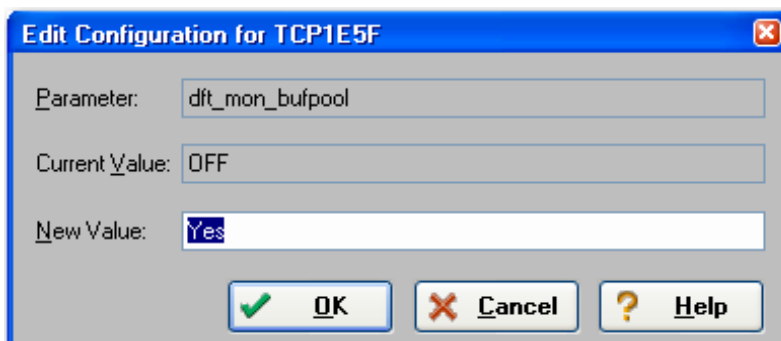 Edit Configuration for TCP1E5F
Parameter: dft_mon_bufpool
Current Value: OFF
New Value: Yes
OK Cancel ? Help